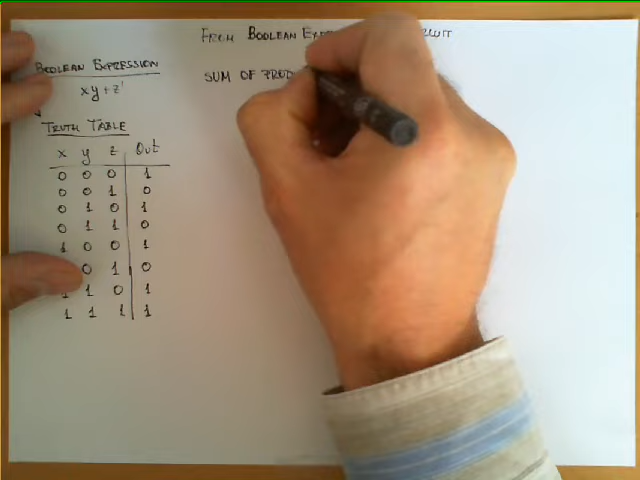 FROM BOOLEAN
BOOLEAN EXPRESSION
xy+z'
SUM OF
TRUTH TABLE
x y z Out
0 0 0 1
0 0 1 0
0 1 0 1
0 1 1 0
1 0 0 1
0 1 0
1 1 0 1
1 1 1 1